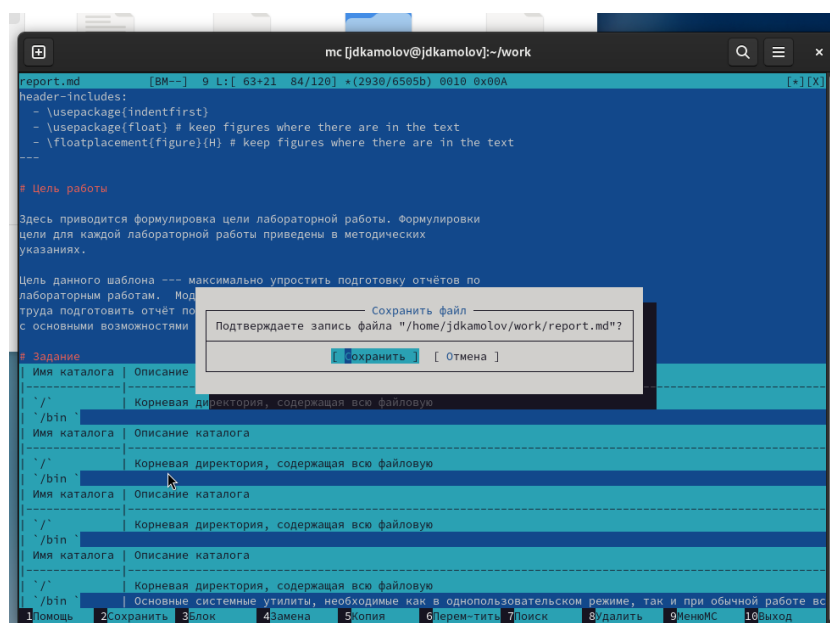 mc [jdkamolov@jdkamolov]:~/work
report.md [BM--] 9 L:[ 63+21 84/120] *(2930/6505b) 0010 0x00A [*][X]
header-includes:
- \usepackage{indentfirst}
- \usepackage{float} # keep figures where there are in the text
- \floatplacement{figure}{H} # keep figures where there are in the text
---
# Цель работы
Здесь приводится формулировка цели лабораторной работы. Формулировки
цели для каждой лабораторной работы приведены в методических
указаниях.
Цель данного шаблона --- максимально упростить подготовку отчётов по
лабораторным работам. Мод
труда подготовить отчёт по
с основными возможностями
Сохранить файл
Подтверждаете запись файла "/home/jdkamolov/work/report.md"?
[ Сохранить ] [ Отмена ]
# Задание
| Имя каталога | Описание
|--------------|---
| `/` | Корневая директория, содержащая всю файловую
| `/bin `
| Имя каталога | Описание каталога
|--------------|---
| `/` | Корневая директория, содержащая всю файловую
| `/bin `
| Имя каталога | Описание каталога
|--------------|---
| `/` | Корневая директория, содержащая всю файловую
| `/bin `
| Имя каталога | Описание каталога
|--------------|---
| `/` | Корневая директория, содержащая всю файловую
| `/bin ` | Основные системные утилиты, необходимые как в однопользовательском режиме, так и при обычной работе вс
1Помощь 2Сохранить 3Блок 4Замена 5Копия 6Перем~тить 7Поиск 8Удалить 9МенюMC 10Выход